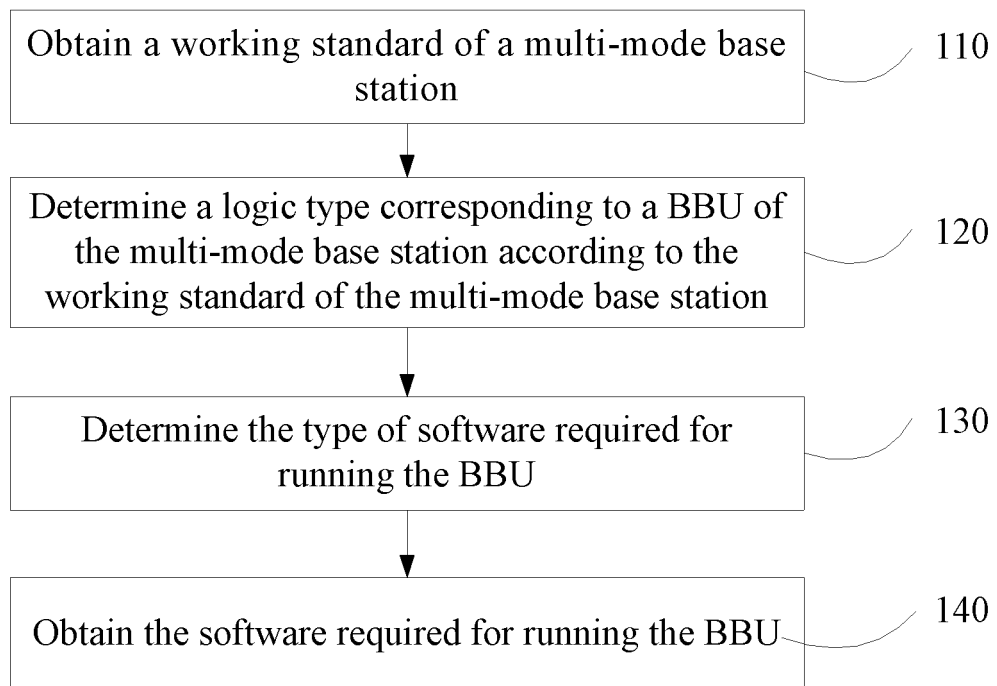 Obtain a working standard of a multi-mode base
station
110
Determine a logic type corresponding to a BBU of
the multi-mode base station according to the
working standard of the multi-mode base station
120
Determine the type of software required for
running the BBU
130
Obtain the software required for running the BBU
140